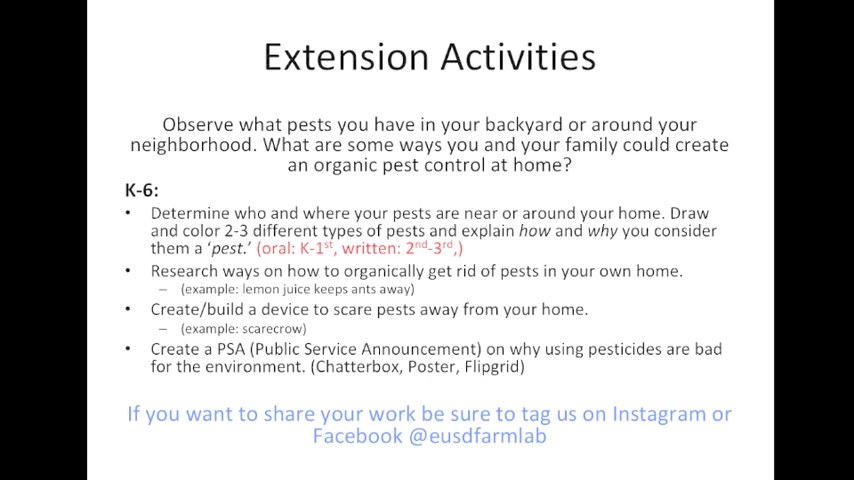 Extension Activities
Observe what pests you have in your backyard or around your
neighborhood. What are some ways you and your family could create
an organic pest control at home?
K-6:
• Determine who and where your pests are near or around your home. Draw
and color 2-3 different types of pests and explain how and why you consider
them a ‘pest.’ (oral: K-1st, written: 2nd-3rd,)
• Research ways on how to organically get rid of pests in your own home.
– (example: lemon juice keeps ants away)
• Create/build a device to scare pests away from your home.
– (example: scarecrow)
• Create a PSA (Public Service Announcement) on why using pesticides are bad
for the environment. (Chatterbox, Poster, Flipgrid)
If you want to share your work be sure to tag us on Instagram or
Facebook @eusdfarmlab